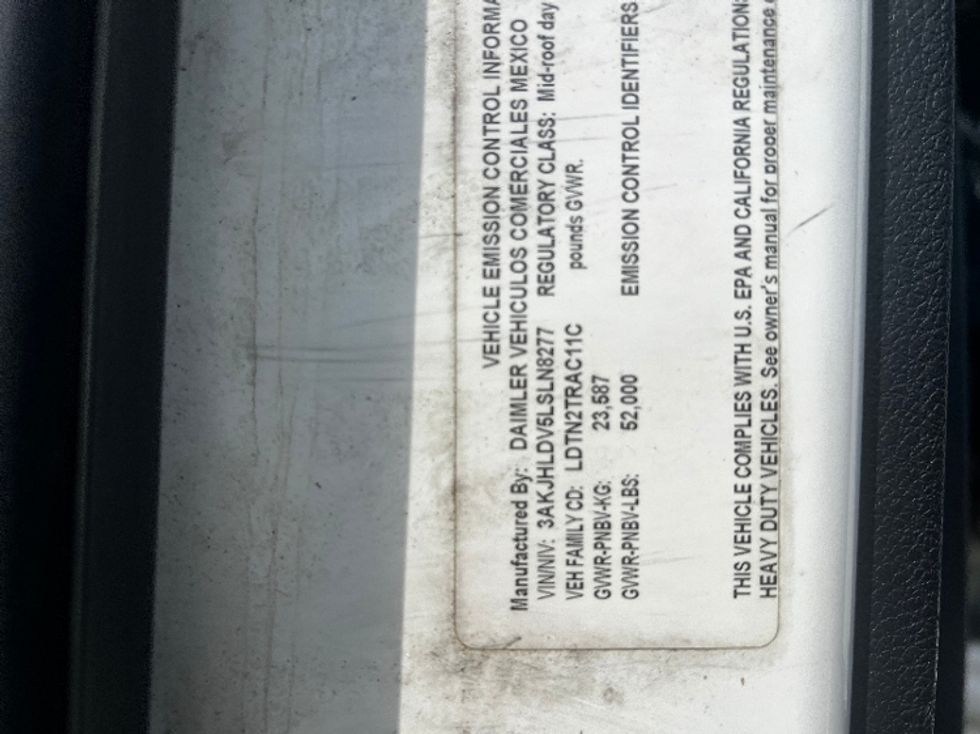 VEHICLE EMISSION CONTROL INFORMA
Manufactured By: DAIMLER VEHICULOS COMERCIALES MEXICO
VIN/NIV: 3AKJHLDV5LSLN8277 REGULATORY CLASS: Mid-roof day
VEH FAMILY CD: LDTN2TRAC11C pounds GVWR.
GVWR-PNBV-KG: 23,587
GVWR-PNBV-LBS: 52,000 EMISSION CONTROL IDENTIFIERS
THIS VEHICLE COMPLIES WITH U.S. EPA AND CALIFORNIA REGULATION
HEAVY DUTY VEHICLES. See owner's manual for proper maintenance